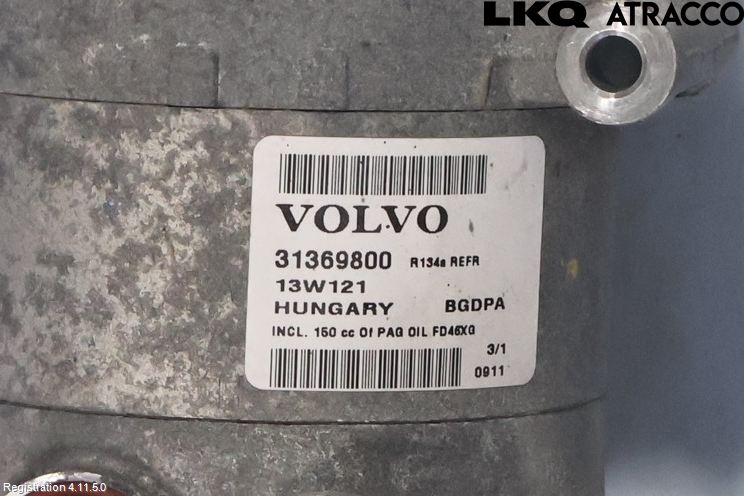 LKQ ATRACCO
VOLVO
31369800 R134a REFR
13W121
HUNGARY BGDPA
INCL. 150 cc Of PAG OIL FD46XG
3/1
0911
Registration 4.11.5.0